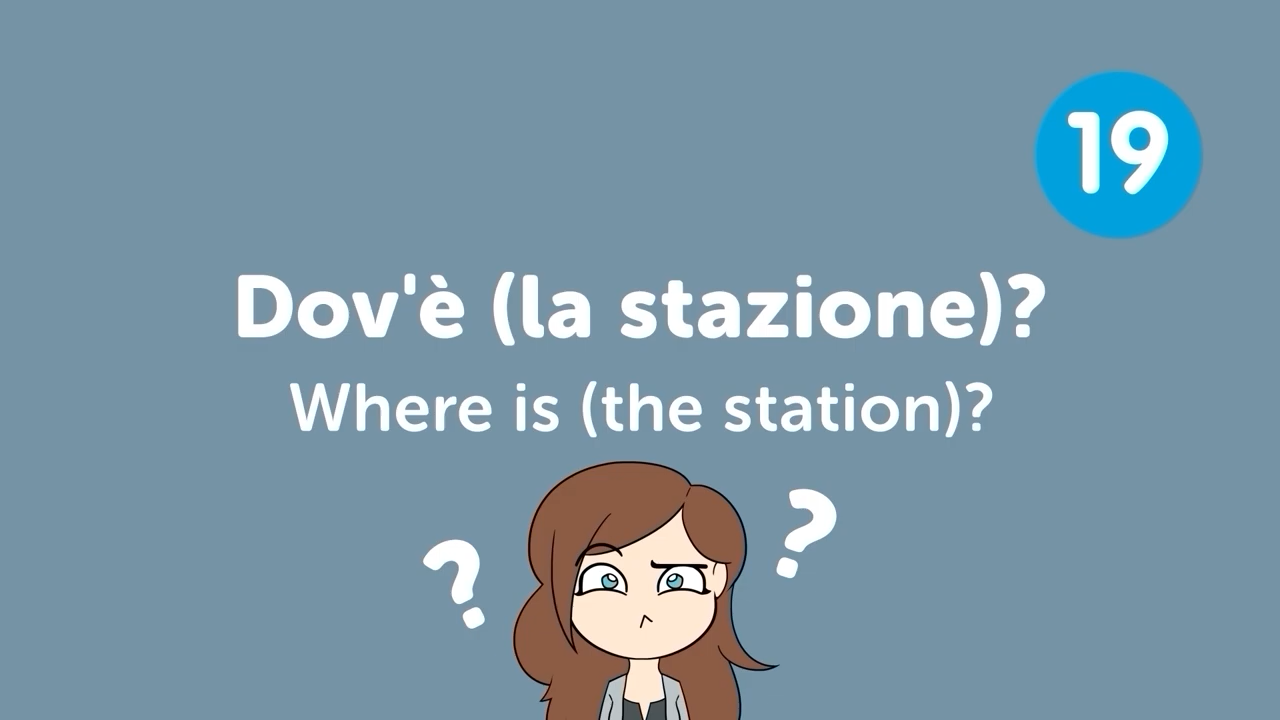 19
Dov'è (la stazione)?
Where is (the station)?
? ?